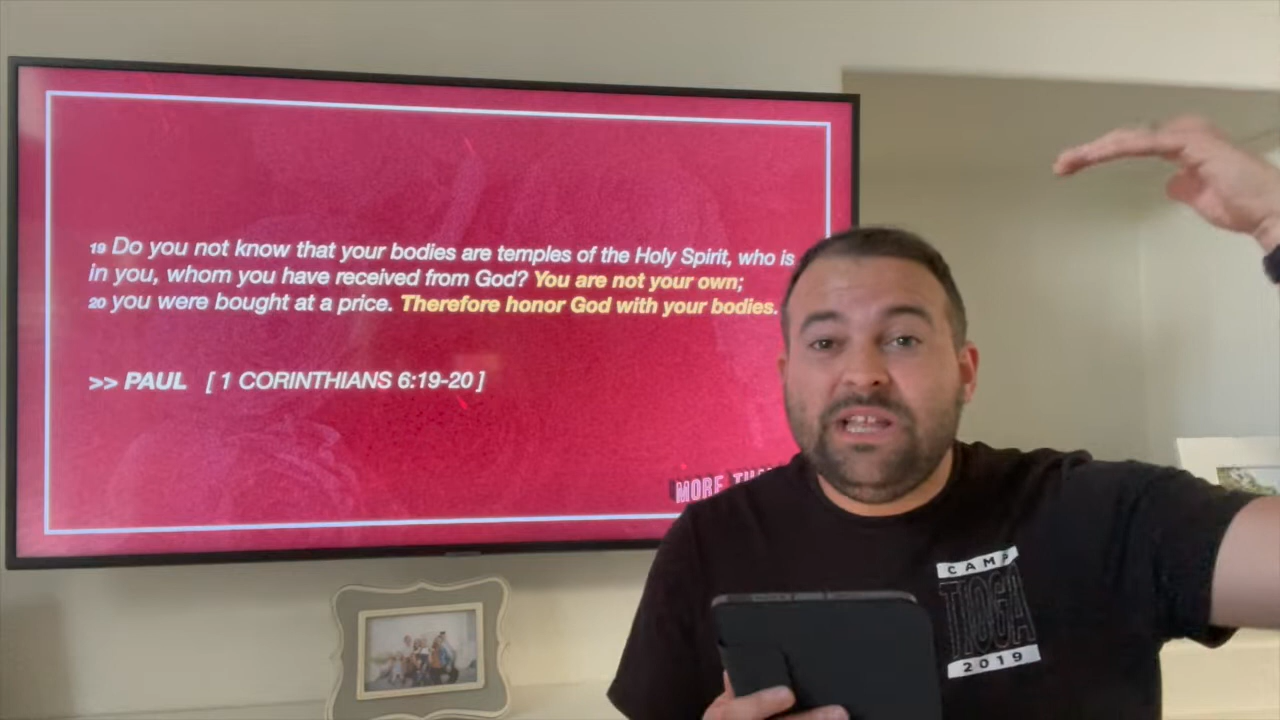 19 Do you not know that your bodies are temples of the Holy Spirit, who is
in you, whom you have received from God? You are not your own;
20 you were bought at a price. Therefore honor God with your bodies.
>> PAUL [ 1 CORINTHIANS 6:19-20 ]
MORE
CAMP
TIOGA
2019